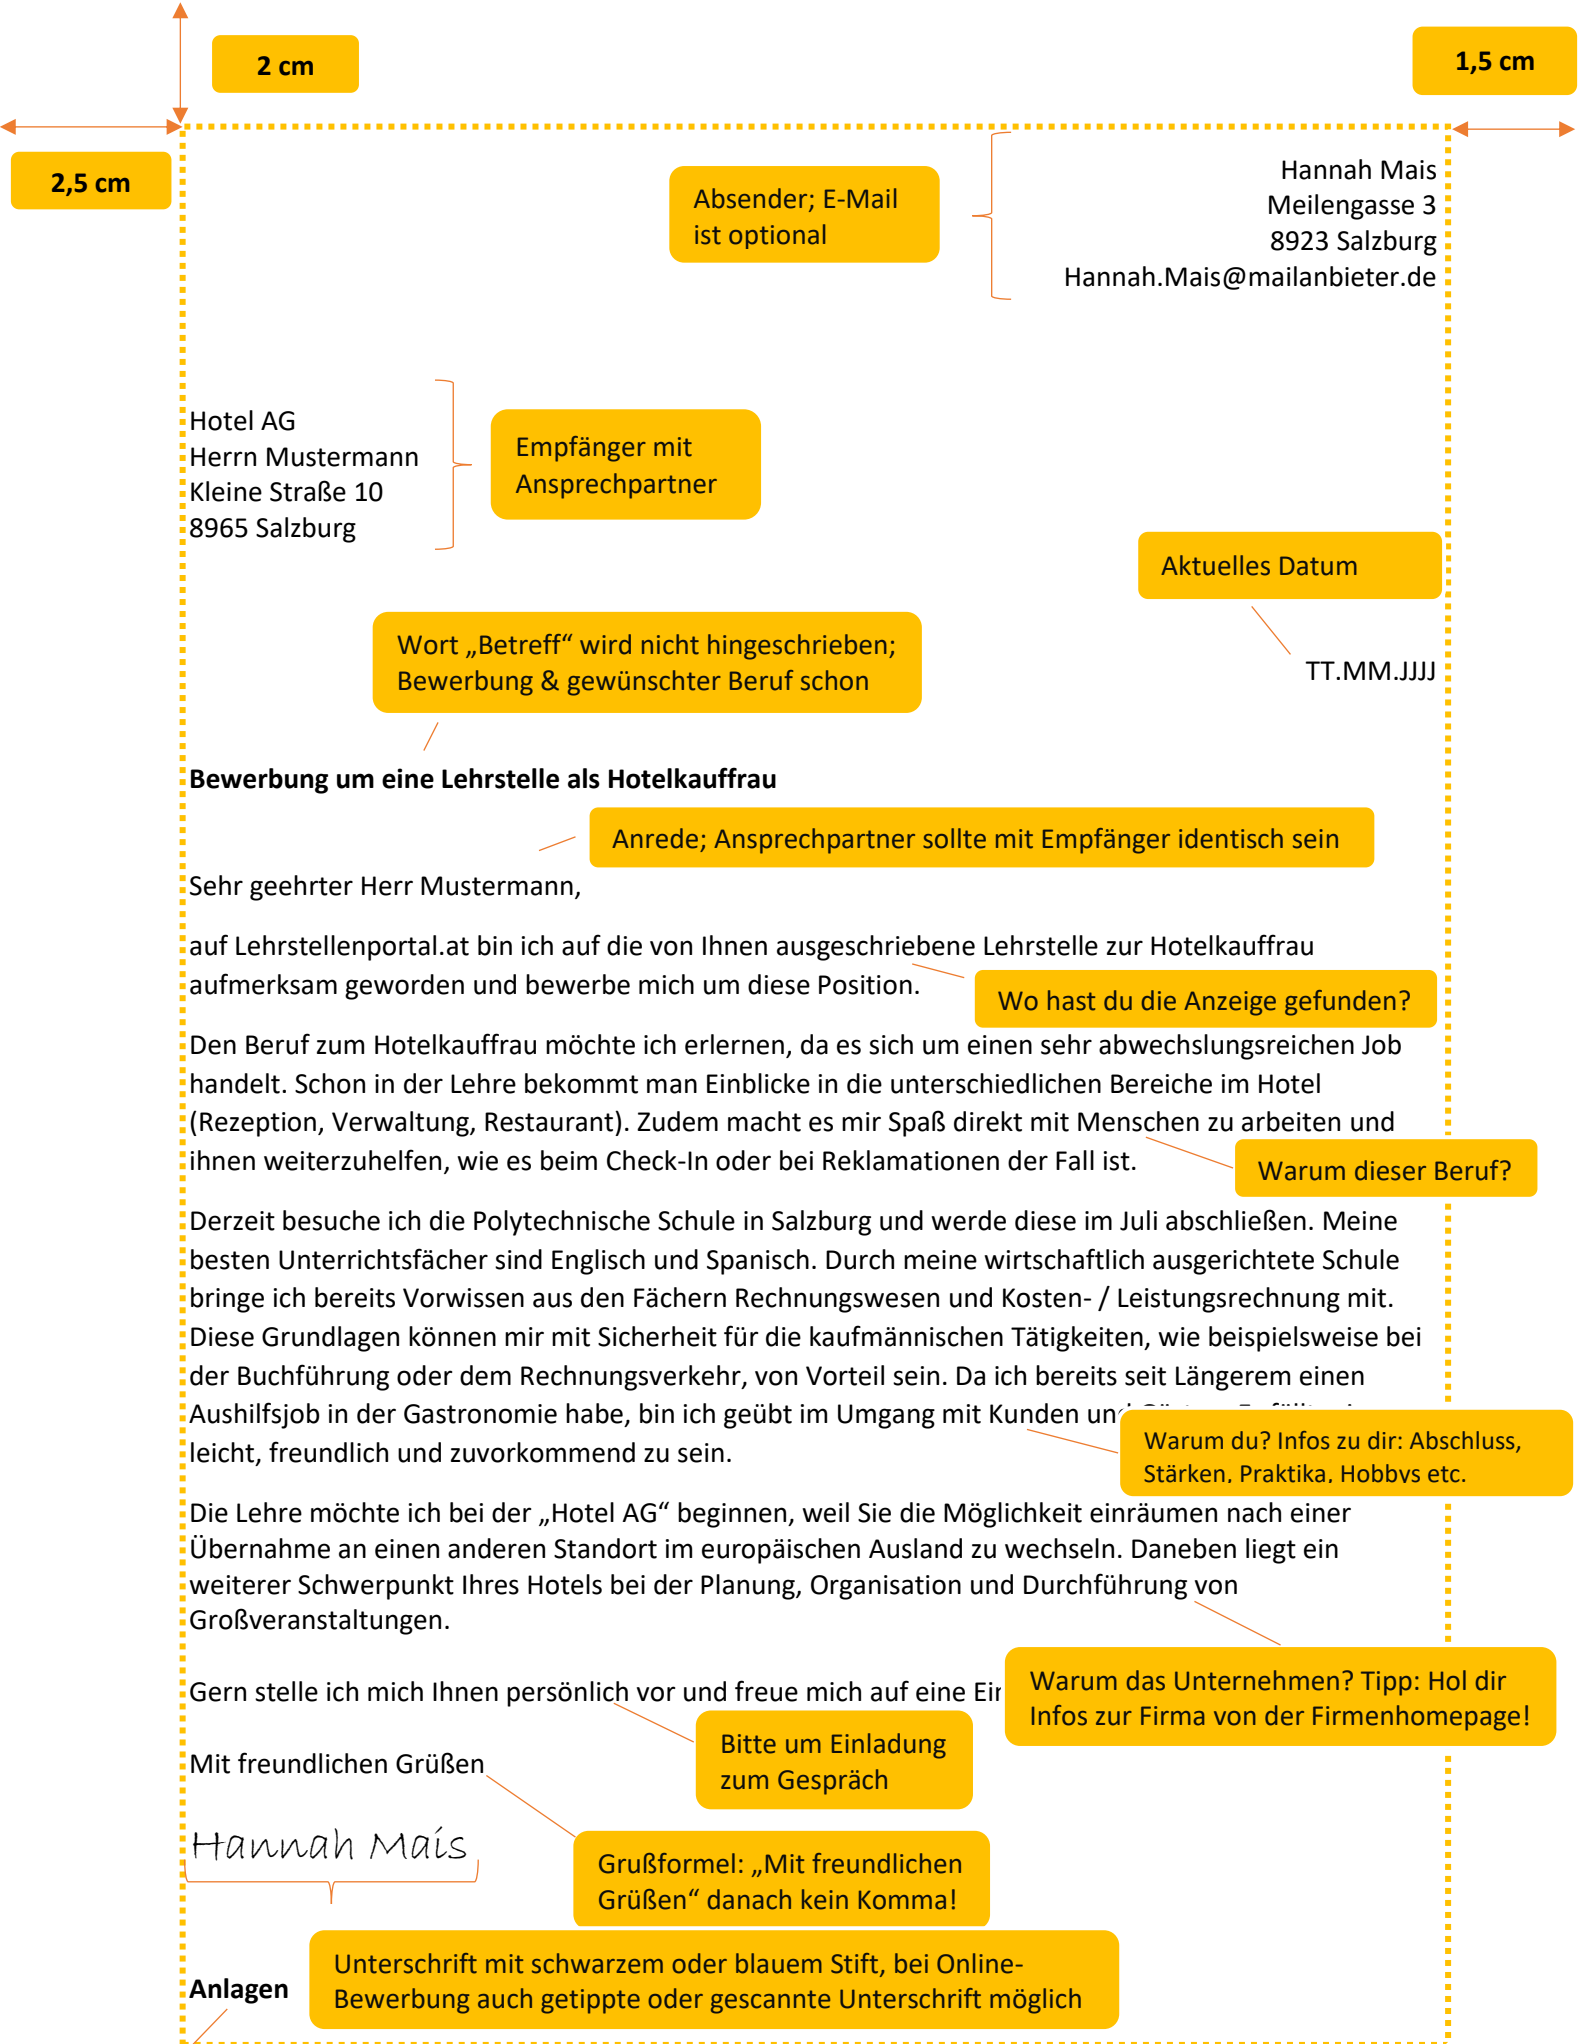 2 cm
1,5 cm
2,5 cm
Absender; E-Mail
ist optional
Hannah Mais
Meilengasse 3
8923 Salzburg
Hannah.Mais@mailanbieter.de
Hotel AG
Herrn Mustermann
Kleine Straße 10
8965 Salzburg
Empfänger mit
Ansprechpartner
Aktuelles Datum
TT.MM.JJJJ
Wort „Betreff“ wird nicht hingeschrieben;
Bewerbung & gewünschter Beruf schon
Bewerbung um eine Lehrstelle als Hotelkauffrau
Anrede; Ansprechpartner sollte mit Empfänger identisch sein
Sehr geehrter Herr Mustermann,
auf Lehrstellenportal.at bin ich auf die von Ihnen ausgeschriebene Lehrstelle zur Hotelkauffrau
aufmerksam geworden und bewerbe mich um diese Position.
Wo hast du die Anzeige gefunden?
Den Beruf zum Hotelkauffrau möchte ich erlernen, da es sich um einen sehr abwechslungsreichen Job
handelt. Schon in der Lehre bekommt man Einblicke in die unterschiedlichen Bereiche im Hotel
(Rezeption, Verwaltung, Restaurant). Zudem macht es mir Spaß direkt mit Menschen zu arbeiten und
ihnen weiterzuhelfen, wie es beim Check-In oder bei Reklamationen der Fall ist.
Warum dieser Beruf?
Derzeit besuche ich die Polytechnische Schule in Salzburg und werde diese im Juli abschließen. Meine
besten Unterrichtsfächer sind Englisch und Spanisch. Durch meine wirtschaftlich ausgerichtete Schule
bringe ich bereits Vorwissen aus den Fächern Rechnungswesen und Kosten- / Leistungsrechnung mit.
Diese Grundlagen können mir mit Sicherheit für die kaufmännischen Tätigkeiten, wie beispielsweise bei
der Buchführung oder dem Rechnungsverkehr, von Vorteil sein. Da ich bereits seit Längerem einen
Aushilfsjob in der Gastronomie habe, bin ich geübt im Umgang mit Kunden und
leicht, freundlich und zuvorkommend zu sein.
Warum du? Infos zu dir: Abschluss,
Stärken, Praktika, Hobbys etc.
Die Lehre möchte ich bei der „Hotel AG“ beginnen, weil Sie die Möglichkeit einräumen nach einer
Übernahme an einen anderen Standort im europäischen Ausland zu wechseln. Daneben liegt ein
weiterer Schwerpunkt Ihres Hotels bei der Planung, Organisation und Durchführung von
Großveranstaltungen.
Warum das Unternehmen? Tipp: Hol dir
Infos zur Firma von der Firmenhomepage!
Gern stelle ich mich Ihnen persönlich vor und freue mich auf eine
Bitte um Einladung
zum Gespräch
Mit freundlichen Grüßen
Hannah Mais
Grußformel: „Mit freundlichen
Grüßen“ danach kein Komma!
Unterschrift mit schwarzem oder blauem Stift, bei Online-
Bewerbung auch getippte oder gescannte Unterschrift möglich
Anlagen